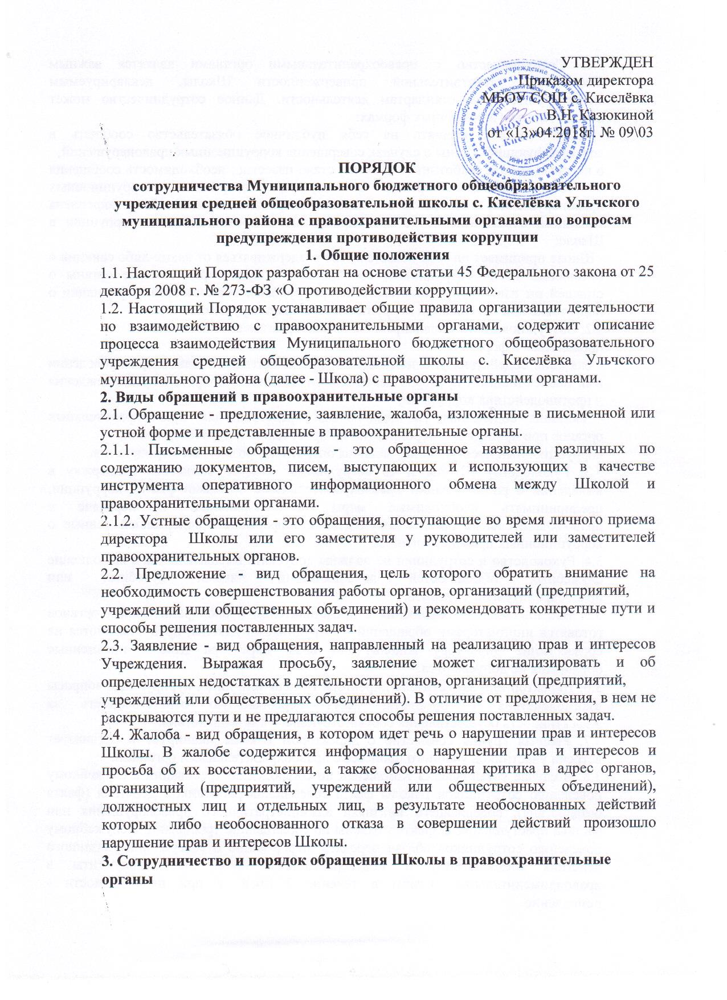 УТВЕРЖДЕН
Приказом директора
МБОУ СОШ с. Киселёвка
В.Н. Казюкиной
от «13»04.2018г. № 09\03
МБОУ СОШ
с. Киселёвка
ИНН 2719006485
ПОРЯДОК
сотрудничества Муниципального бюджетного общеобразовательного
учреждения средней общеобразовательной школы с. Киселёвка Ульчского
муниципального района с правоохранительными органами по вопросам
предупреждения противодействия коррупции
1. Общие положения
1.1. Настоящий Порядок разработан на основе статьи 45 Федерального закона от 25
декабря 2008 г. № 273-ФЗ «О противодействии коррупции».
1.2. Настоящий Порядок устанавливает общие правила организации деятельности
по взаимодействию с правоохранительными органами, содержит описание
процесса взаимодействия Муниципального бюджетного общеобразовательного
учреждения средней общеобразовательной школы с. Киселёвка Ульчского
муниципального района (далее - Школа) с правоохранительными органами.
2. Виды обращений в правоохранительные органы
2.1. Обращение - предложение, заявление, жалоба, изложенные в письменной или
устной форме и представленные в правоохранительные органы.
2.1.1. Письменные обращения - это обращенное название различных по
содержанию документов, писем, выступающих и использующих в качестве
инструмента оперативного информационного обмена между Школой и
правоохранительными органами.
2.1.2. Устные обращения - это обращения, поступающие во время личного приема
директора Школы или его заместителя у руководителей или заместителей
правоохранительных органов.
2.2. Предложение - вид обращения, цель которого обратить внимание на
необходимость совершенствования работы органов, организаций (предприятий,
учреждений или общественных объединений) и рекомендовать конкретные пути и
способы решения поставленных задач.
2.3. Заявление - вид обращения, направленный на реализацию прав и интересов
Учреждения. Выражая просьбу, заявление может сигнализировать и об
определенных недостатках в деятельности органов, организаций (предприятий,
учреждений или общественных объединений). В отличие от предложения, в нем не
раскрываются пути и не предлагаются способы решения поставленных задач.
2.4. Жалоба - вид обращения, в котором идет речь о нарушении прав и интересов
Школы. В жалобе содержится информация о нарушении прав и интересов и
просьба об их восстановлении, а также обоснованная критика в адрес органов,
организаций (предприятий, учреждений или общественных объединений),
должностных лиц и отдельных лиц, в результате необоснованных действий
которых либо необоснованного отказа в совершении действий произошло
нарушение прав и интересов Школы.
3. Сотрудничество и порядок обращения Школы в правоохранительные
органы